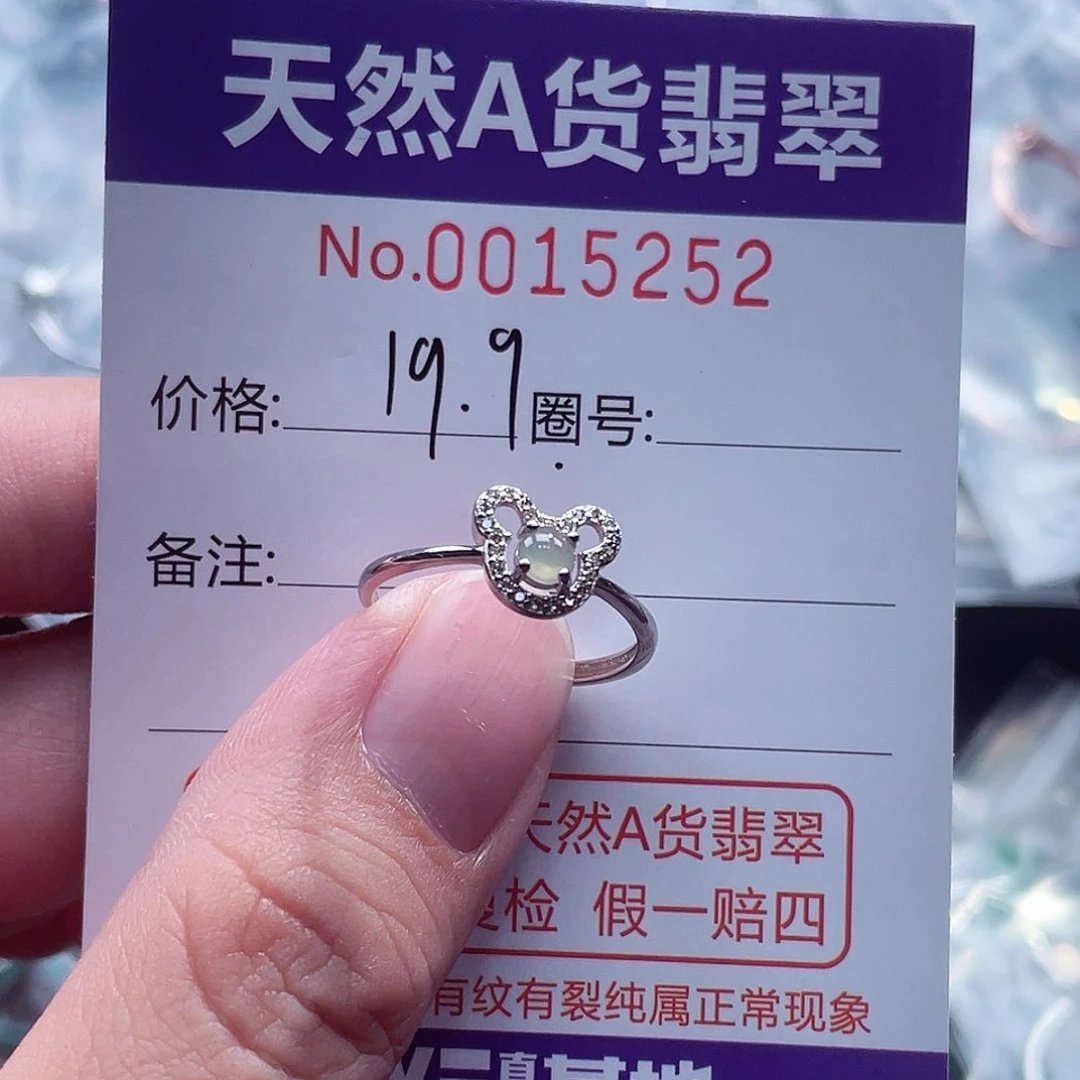 天然A货翡翠
No.0015252
价格: 19.9 圈号:
备注:
天然A货翡翠
检 假一赔四
有纹有裂纯属正常现象